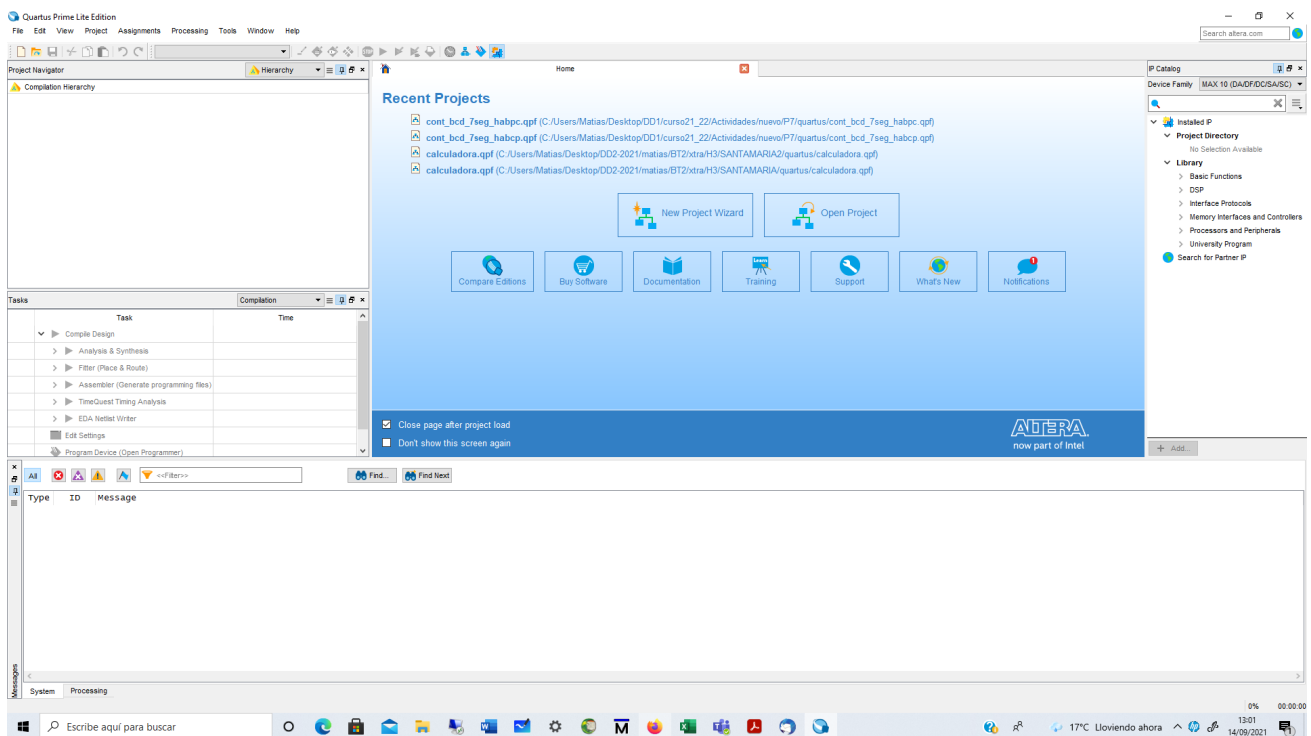 Quartus Prime Lite Edition
File Edit View Project Assignments Processing Tools Window Help
Search altera.com
Project Navigator
Hierarchy
Compilation Hierarchy
Home
Recent Projects
cont_bcd_7seg_habpc.qpf (C:/Users/Matias/Desktop/DD1/curso21_22/Actividades/nuevo/P7/quartus/cont_bcd_7seg_habpc.qpf)
cont_bcd_7seg_habcp.qpf (C:/Users/Matias/Desktop/DD1/curso21_22/Actividades/nuevo/P7/quartus/cont_bcd_7seg_habcp.qpf)
calculadora.qpf (C:/Users/Matias/Desktop/DD2-2021/matias/BT2/xtra/H3/SANTAMARIA2/quartus/calculadora.qpf)
calculadora.qpf (C:/Users/Matias/Desktop/DD2-2021/matias/BT2/xtra/H3/SANTAMARIA/quartus/calculadora.qpf)
New Project Wizard
Open Project
Compare Editions
Buy Software
Documentation
Learn
Training
Support
What's New
1
Notifications
Close page after project load
Don't show this screen again
ALTERA.
now part of Intel
IP Catalog
Device Family MAX 10 (DA/DF/DC/SA/SC)
Installed IP
Project Directory
No Selection Available
Library
Basic Functions
DSP
Interface Protocols
Memory Interfaces and Controllers
Processors and Peripherals
University Program
Search for Partner IP
+ Add...
Tasks
Compilation
Task Time
Compile Design
Analysis & Synthesis
Fitter (Place & Route)
Assembler (Generate programming files)
TimeQuest Timing Analysis
EDA Netlist Writer
Edit Settings
Program Device (Open Programmer)
All
<<Filter>>
Find...
Find Next
Type ID Message
Messages
System Processing
0% 00:00:00
Escribe aquí para buscar
17°C Lloviendo ahora
13:01
14/09/2021